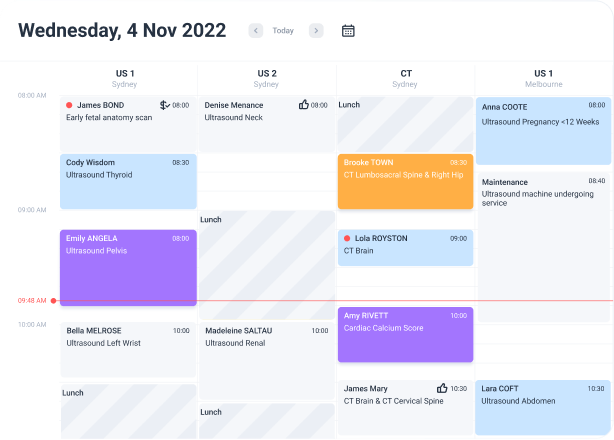 Wednesday, 4 Nov 2022
Today
US 1
Sydney
US 2
Sydney
CT
Sydney
US 1
Melbourne
08:00 AM
James BOND 08:00
Early fetal anatomy scan
Denise Menance 08:00
Ultrasound Neck
Lunch
Anna COOTE 08:00
Ultrasound Pregnancy <12 Weeks
Cody Wisdom 08:30
Ultrasound Thyroid
Brooke TOWN 08:30
CT Lumbosacral Spine & Right Hip
Maintenance 08:40
Ultrasound machine undergoing
service
09:00 AM
Lunch
Emily ANGELA 08:00
Ultrasound Pelvis
Lola ROYSTON 09:00
CT Brain
09:48 AM
Amy RIVETT 10:00
Cardiac Calcium Score
10:00 AM
Bella MELROSE 10:00
Ultrasound Left Wrist
Madeleine SALTAU 10:00
Ultrasound Renal
Lunch
James Mary 10:30
CT Brain & CT Cervical Spine
Lara COFT 10:30
Ultrasound Abdomen
Lunch